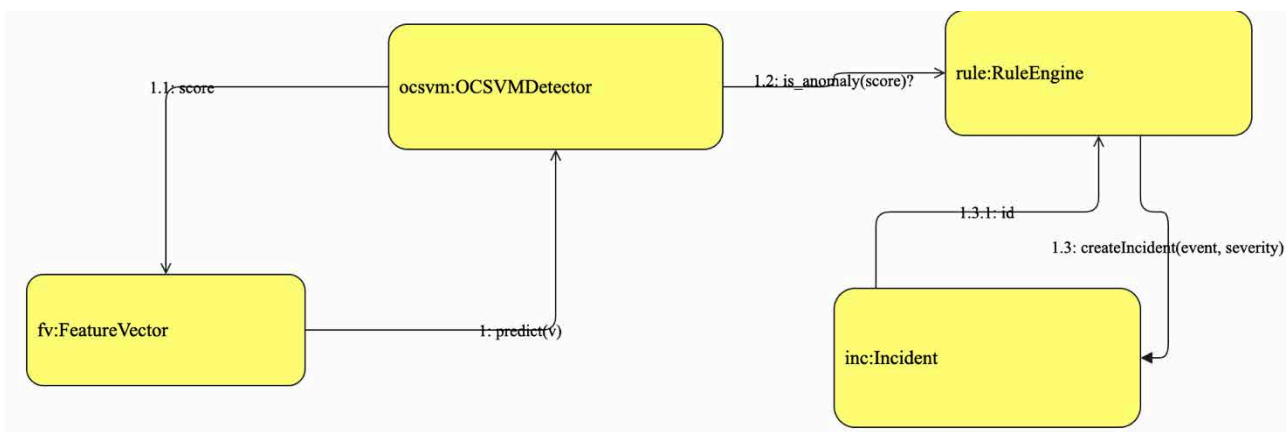 1.1: score
ocsvm:OCSVMDetector
1.2: is_anomaly(score)?
rule:RuleEngine
1.3.1: id
1.3: createIncident(event, severity)
fv:FeatureVector
1: predict(v)
inc:Incident